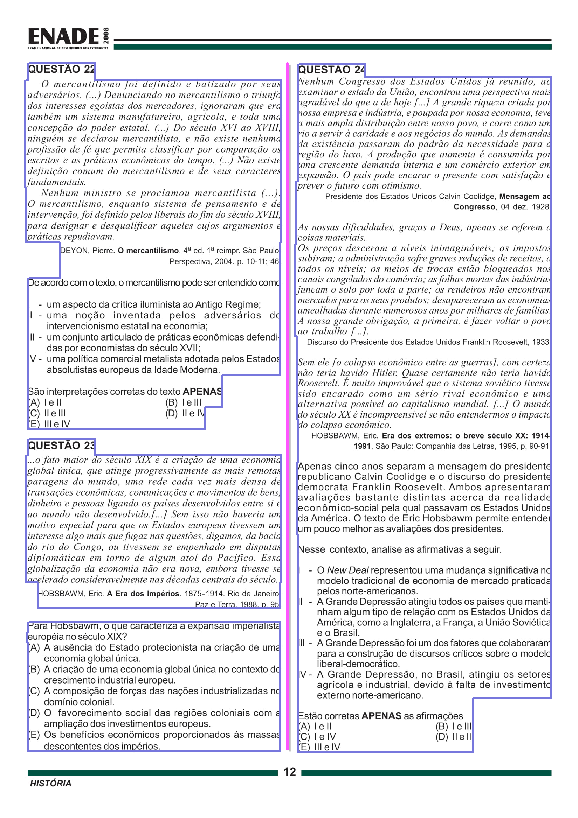 ENADE 2008
QUESTÃO 22
O mercantilismo foi definido e batizado por seus
adversários. (...) Denunciando no mercantilismo o triunfo
dos interesses egoístas dos mercadores, ignoraram que era
também um sistema manufatureiro, agrícola, e toda uma
concepção do poder estatal. (...) Do século XVI ao XVIII,
ninguém se declarou mercantilista, e não existe nenhuma
profissão de fé que permita classificar por comparação os
escritos e as práticas econômicas do tempo. (...) Não existe
definição comum do mercantilismo e de seus caracteres
fundamentais.
Nenhum ministro se proclamou mercantilista (...).
O mercantilismo, enquanto sistema de pensamento e de
intervenção, foi definido pelos liberais do fim do século XVIII,
para designar e desqualificar aqueles cujos argumentos e
práticas repudiavam.
DEYON, Pierre. O mercantilismo. 4ª ed. 1ª reimpr. São Paulo:
Perspectiva, 2004. p. 10-11; 46.
De acordo com o texto, o mercantilismo pode ser entendido como
- um aspecto da crítica iluminista ao Antigo Regime;
II - uma noção inventada pelos adversários do
intervencionismo estatal na economia;
III - um conjunto articulado de práticas econômicas defendi-
das por economistas do século XVII;
IV - uma política comercial metalista adotada pelos Estados
absolutistas europeus da Idade Moderna.
São interpretações corretas do texto APENAS
(A) I e II (B) I e III
(C) II e III (D) II e IV
(E) III e IV
QUESTÃO 23
...o fato maior do século XIX é a criação de uma economia
global única, que atinge progressivamente as mais remotas
paragens do mundo, uma rede cada vez mais densa de
transações econômicas, comunicações e movimentos de bens,
dinheiro e pessoas ligando os países desenvolvidos entre si e
ao mundo não desenvolvido.[...] Sem isso não haveria um
motivo especial para que os Estados europeus tivessem um
interesse algo mais que fugaz nas questões, digamos, da bacia
do rio do Congo, ou tivessem se empenhado em disputas
diplomáticas em torno de algum atol do Pacífico. Essa
globalização da economia não era nova, embora tivesse se
acelerado consideravelmente nas décadas centrais do século.
HOBSBAWM, Eric. A Era dos Impérios, 1875-1914. Rio de Janeiro:
Paz e Terra, 1988. p. 95.
Para Hobsbawm, o que caracteriza a expansão imperialista
européia no século XIX?
(A) A ausência do Estado protecionista na criação de uma
economia global única.
(B) A criação de uma economia global única no contexto do
crescimento industrial europeu.
(C) A composição de forças das nações industrializadas no
domínio colonial.
(D) O favorecimento social das regiões coloniais com a
ampliação dos investimentos europeus.
(E) Os benefícios econômicos proporcionados às massas
descontentes dos impérios.
QUESTÃO 24
Nenhum Congresso dos Estados Unidos já reunido, ao
examinar o estado da União, encontrou uma perspectiva mais
agradável do que a de hoje [...] A grande riqueza criada por
nossa empresa e indústria, e poupada por nossa economia, teve
a mais ampla distribuição entre nosso povo, e corre como um
rio a servir à caridade e aos negócios do mundo. As demandas
da existência passaram do padrão da necessidade para a
região do luxo. A produção que aumenta é consumida por
uma crescente demanda interna e um comércio exterior em
expansão. O país pode encarar o presente com satisfação e
prever o futuro com otimismo.
Presidente dos Estados Unidos Calvin Coolidge, Mensagem ao
Congresso, 04 dez. 1928.
As nossas dificuldades, graças a Deus, apenas se referem a
coisas materiais.
Os preços desceram a níveis inimagináveis; os impostos
subiram; a administração sofre graves reduções de receitas, a
todos os níveis; os meios de trocas estão bloqueados nos
canais congelados do comércio; as folhas mortas das indústrias
juncam o solo por toda a parte; os rendeiros não encontram
mercados para os seus produtos; desapareceram as economias
amealhadas durante numerosos anos por milhares de famílias.
A nossa grande obrigação, a primeira, é fazer voltar o povo
ao trabalho [...].
Discurso do Presidente dos Estados Unidos Franklin Roosevelt, 1933.
Sem ele [o colapso econômico entre as guerras], com certeza
não teria havido Hitler. Quase certamente não teria havido
Roosevelt. É muito improvável que o sistema soviético tivesse
sido encarado como um sério rival econômico e uma
alternativa possível ao capitalismo mundial. [...] O mundo
do século XX é incompreensível se não entendermos o impacto
do colapso econômico.
HOBSBAWM, Eric. Era dos extremos: o breve século XX: 1914-
1991. São Paulo: Companhia das Letras, 1995, p. 90-91.
Apenas cinco anos separam a mensagem do presidente
republicano Calvin Coolidge e o discurso do presidente
democrata Franklin Roosevelt. Ambos apresentaram
avaliações bastante distintas acerca da realidade
econômico-social pela qual passavam os Estados Unidos
da América. O texto de Eric Hobsbawm permite entender
um pouco melhor as avaliações dos presidentes.
Nesse contexto, analise as afirmativas a seguir.
I - O New Deal representou uma mudança significativa no
modelo tradicional de economia de mercado praticada
pelos norte-americanos.
II - A Grande Depressão atingiu todos os países que manti-
nham algum tipo de relação com os Estados Unidos da
América, como a Inglaterra, a França, a União Soviética
e o Brasil.
III - A Grande Depressão foi um dos fatores que colaboraram
para a construção de discursos críticos sobre o modelo
liberal-democrático.
IV - A Grande Depressão, no Brasil, atingiu os setores
agrícola e industrial, devido à falta de investimento
externo norte-americano.
Estão corretas APENAS as afirmações
(A) I e II (B) I e III
(C) I e IV (D) II e III
(E) III e IV
12
HISTÓRIA